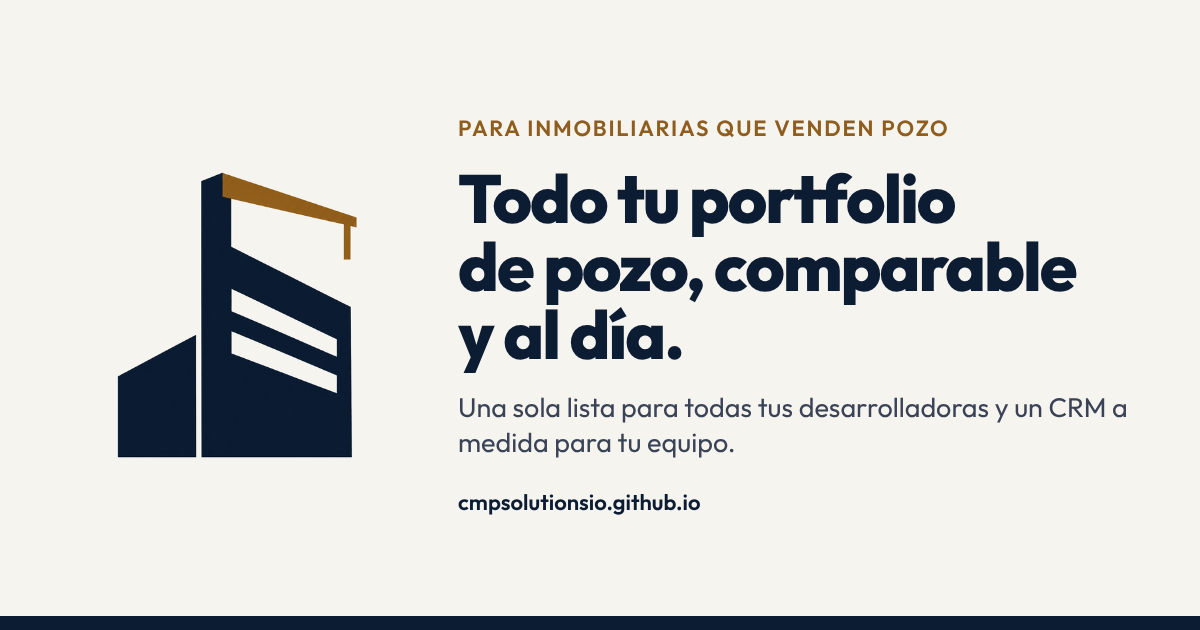 PARA INMOBILIARIAS QUE VENDEN POZO
Todo tu portfolio
de pozo, comparable
y al día.
Una sola lista para todas tus desarrolladoras y un CRM a
medida para tu equipo.
cmpsolutionsio.github.io